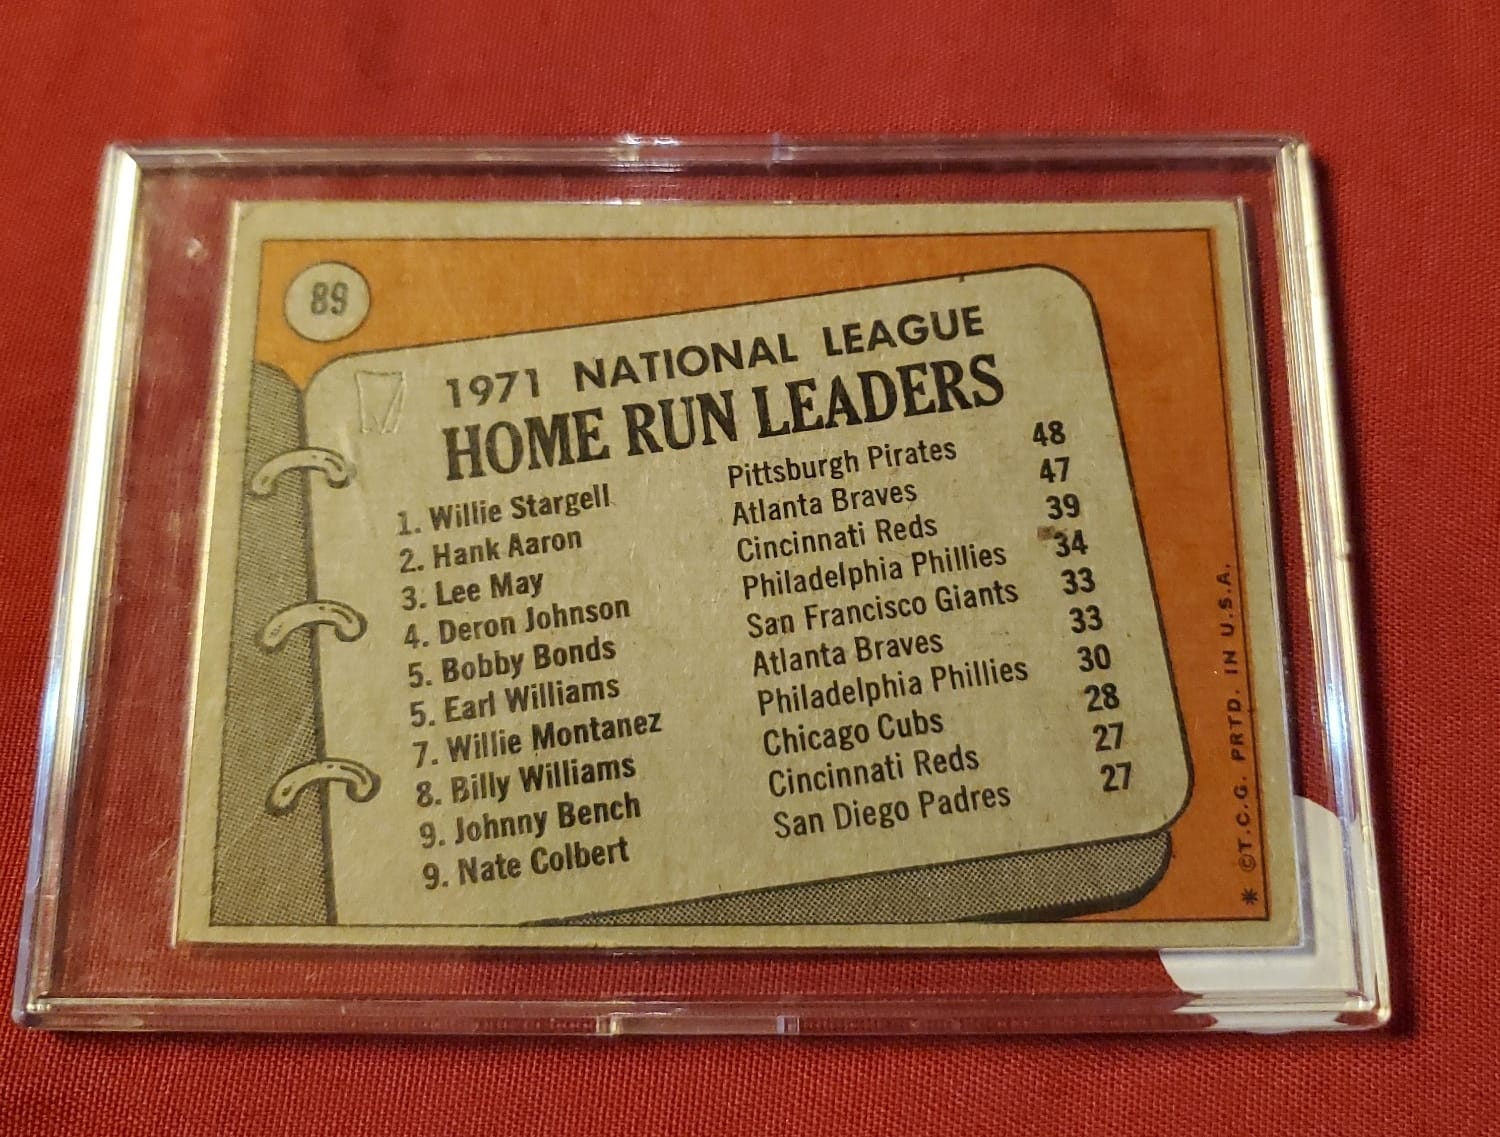 89
1971 NATIONAL LEAGUE
HOME RUN LEADERS
1. Willie Stargell Pittsburgh Pirates 48
2. Hank Aaron Atlanta Braves 47
3. Lee May Cincinnati Reds 39
4. Deron Johnson Philadelphia Phillies 34
5. Bobby Bonds San Francisco Giants 33
5. Earl Williams Atlanta Braves 33
7. Willie Montanez Philadelphia Phillies 30
8. Billy Williams Chicago Cubs 28
9. Johnny Bench Cincinnati Reds 27
9. Nate Colbert San Diego Padres 27
* ©T.C.G. PRTD. IN U.S.A.